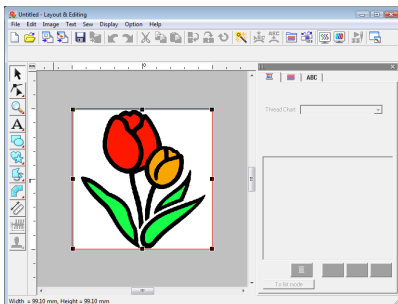 Untitled - Layout & Editing
File Edit Image Text Sew Display Option Help
ABC
Thread Chart
To list mode
Width = 99.10 mm, Height = 99.10 mm